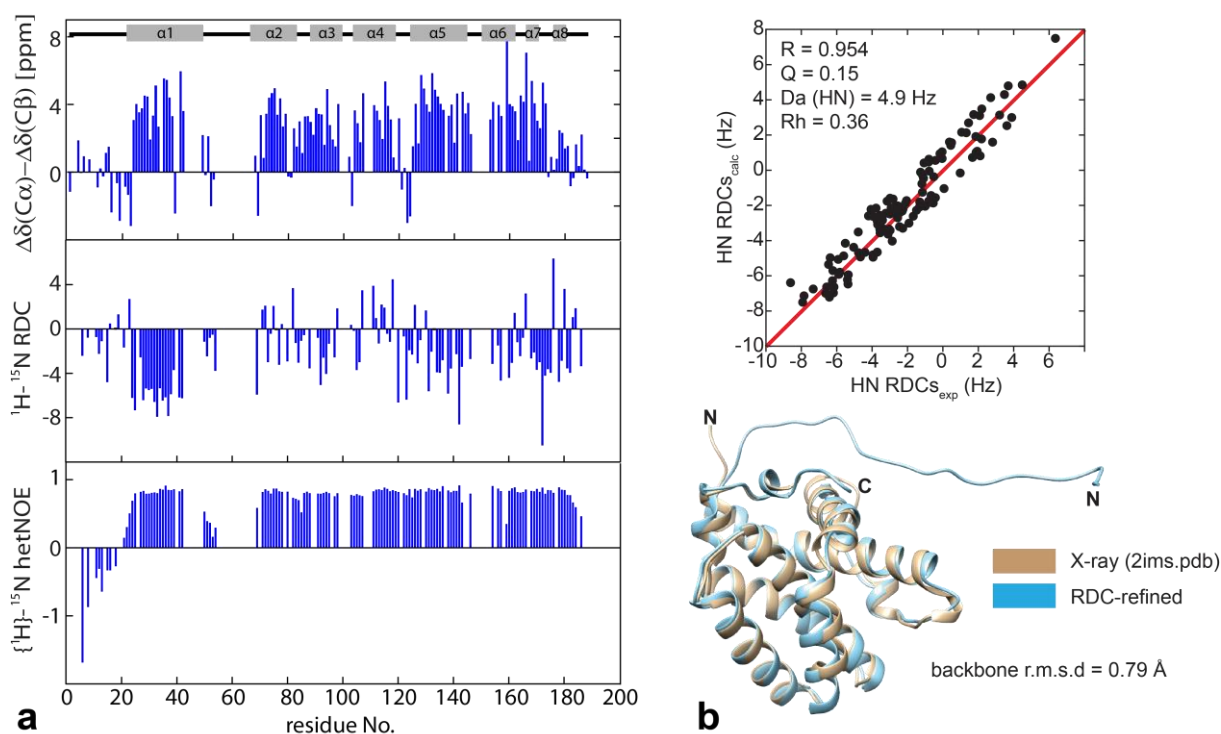 α1 α2 α3 α4 α5 α6 α7 α8
Δδ(Cα)−Δδ(Cβ) [ppm]
8
4
0
¹H-¹⁵N RDC
4
0
-4
-8
{¹H}-¹⁵N hetNOE
1
0
-1
0 20 40 60 80 100 120 140 160 180 200
residue No.
a
R = 0.954
Q = 0.15
Da (HN) = 4.9 Hz
Rh = 0.36
HN RDCs_calc (Hz)
8
6
4
2
0
-2
-4
-6
-8
-10
-10 -8 -6 -4 -2 0 2 4 6
HN RDCs_exp (Hz)
N
C
N
X-ray (2ims.pdb)
RDC-refined
backbone r.m.s.d = 0.79 Å
b